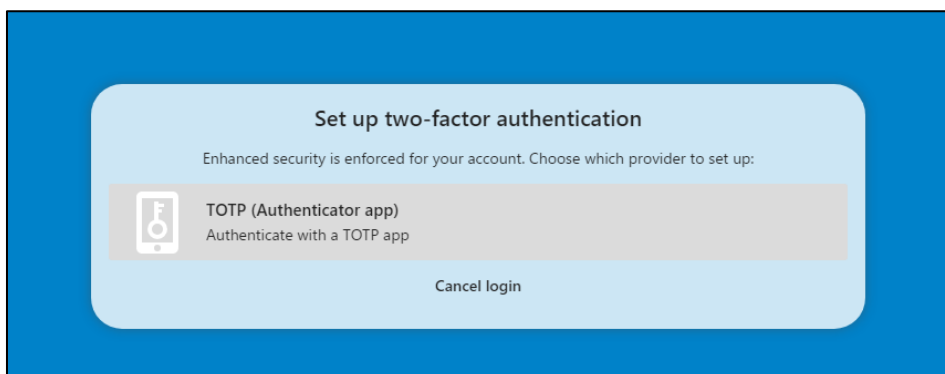 Set up two-factor authentication
Enhanced security is enforced for your account. Choose which provider to set up:
TOTP (Authenticator app)
Authenticate with a TOTP app
Cancel login